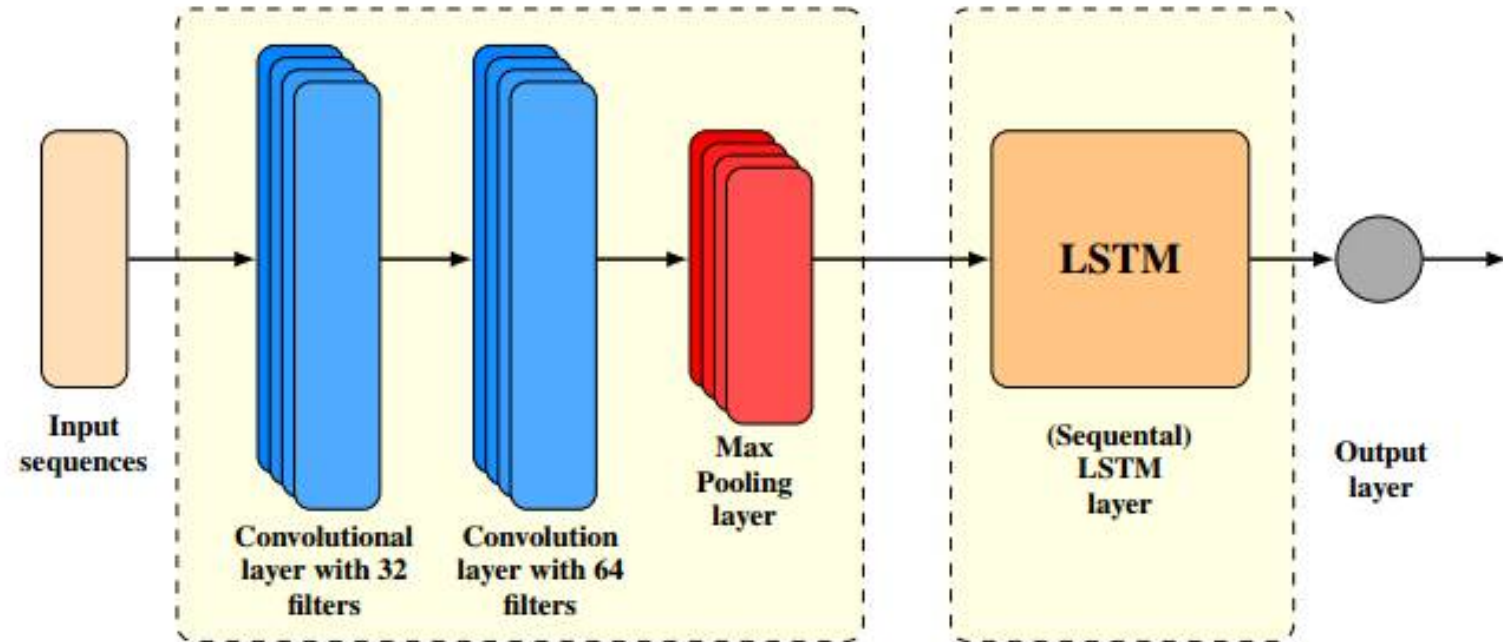 Input
sequences
Convolutional
layer with 32
filters
Convolution
layer with 64
filters
Max
Pooling
layer
LSTM
(Sequental)
LSTM
layer
Output
layer